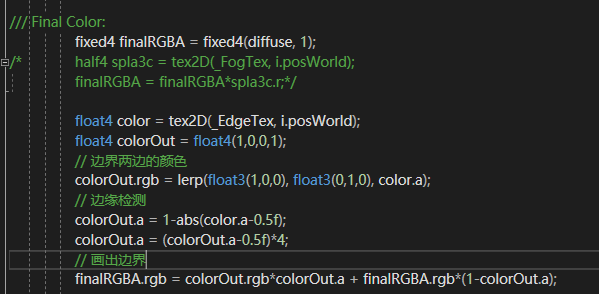 /// Final Color:
fixed4 finalRGBA = fixed4(diffuse, 1);
/* half4 spla3c = tex2D(_FogTex, i.posWorld);
finalRGBA = finalRGBA*spla3c.r;*/
float4 color = tex2D(_EdgeTex, i.posWorld);
float4 colorOut = float4(1,0,0,1);
// 边界两边的颜色
colorOut.rgb = lerp(float3(1,0,0), float3(0,1,0), color.a);
// 边缘检测
colorOut.a = 1-abs(color.a-0.5f);
colorOut.a = (colorOut.a-0.5f)*4;
// 画出边界
finalRGBA.rgb = colorOut.rgb*colorOut.a + finalRGBA.rgb*(1-colorOut.a);